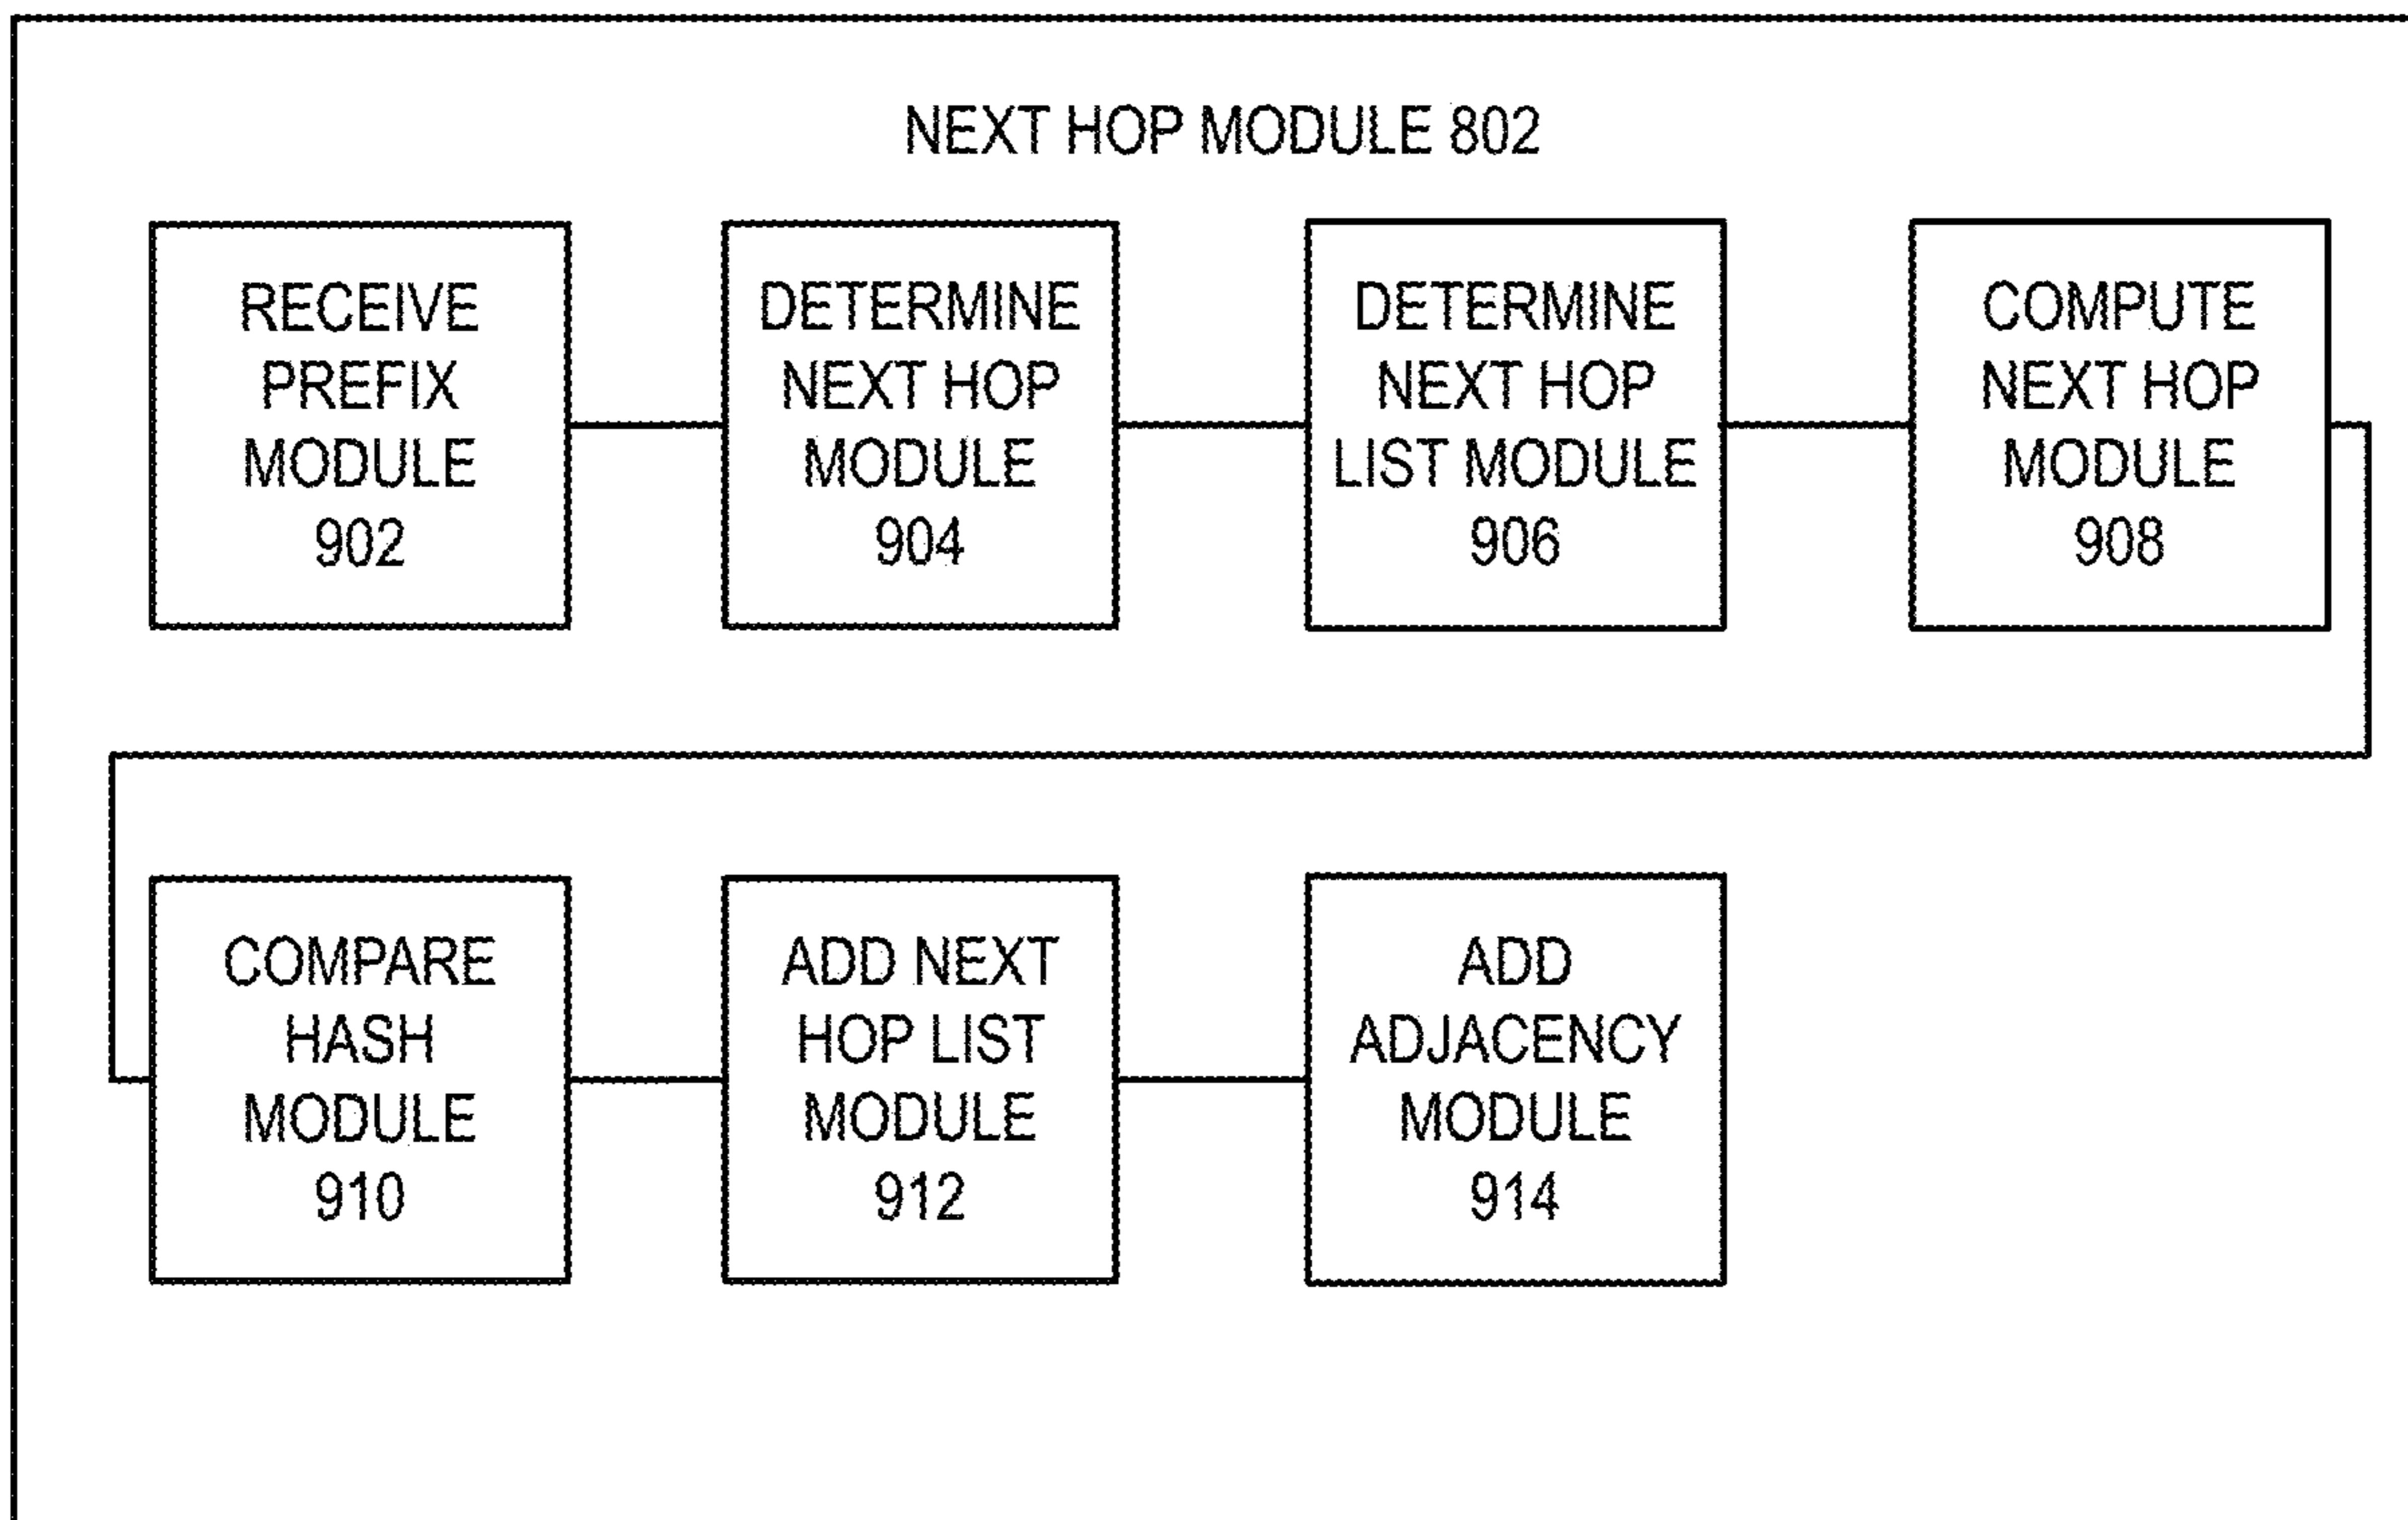 NEXT HOP MODULE 802
RECEIVE
PREFIX
MODULE
902
DETERMINE
NEXT HOP
MODULE
904
DETERMINE
NEXT HOP
LIST MODULE
906
COMPUTE
NEXT HOP
MODULE
908
COMPARE
HASH
MODULE
910
ADD NEXT
HOP LIST
MODULE
912
ADD
ADJACENCY
MODULE
914